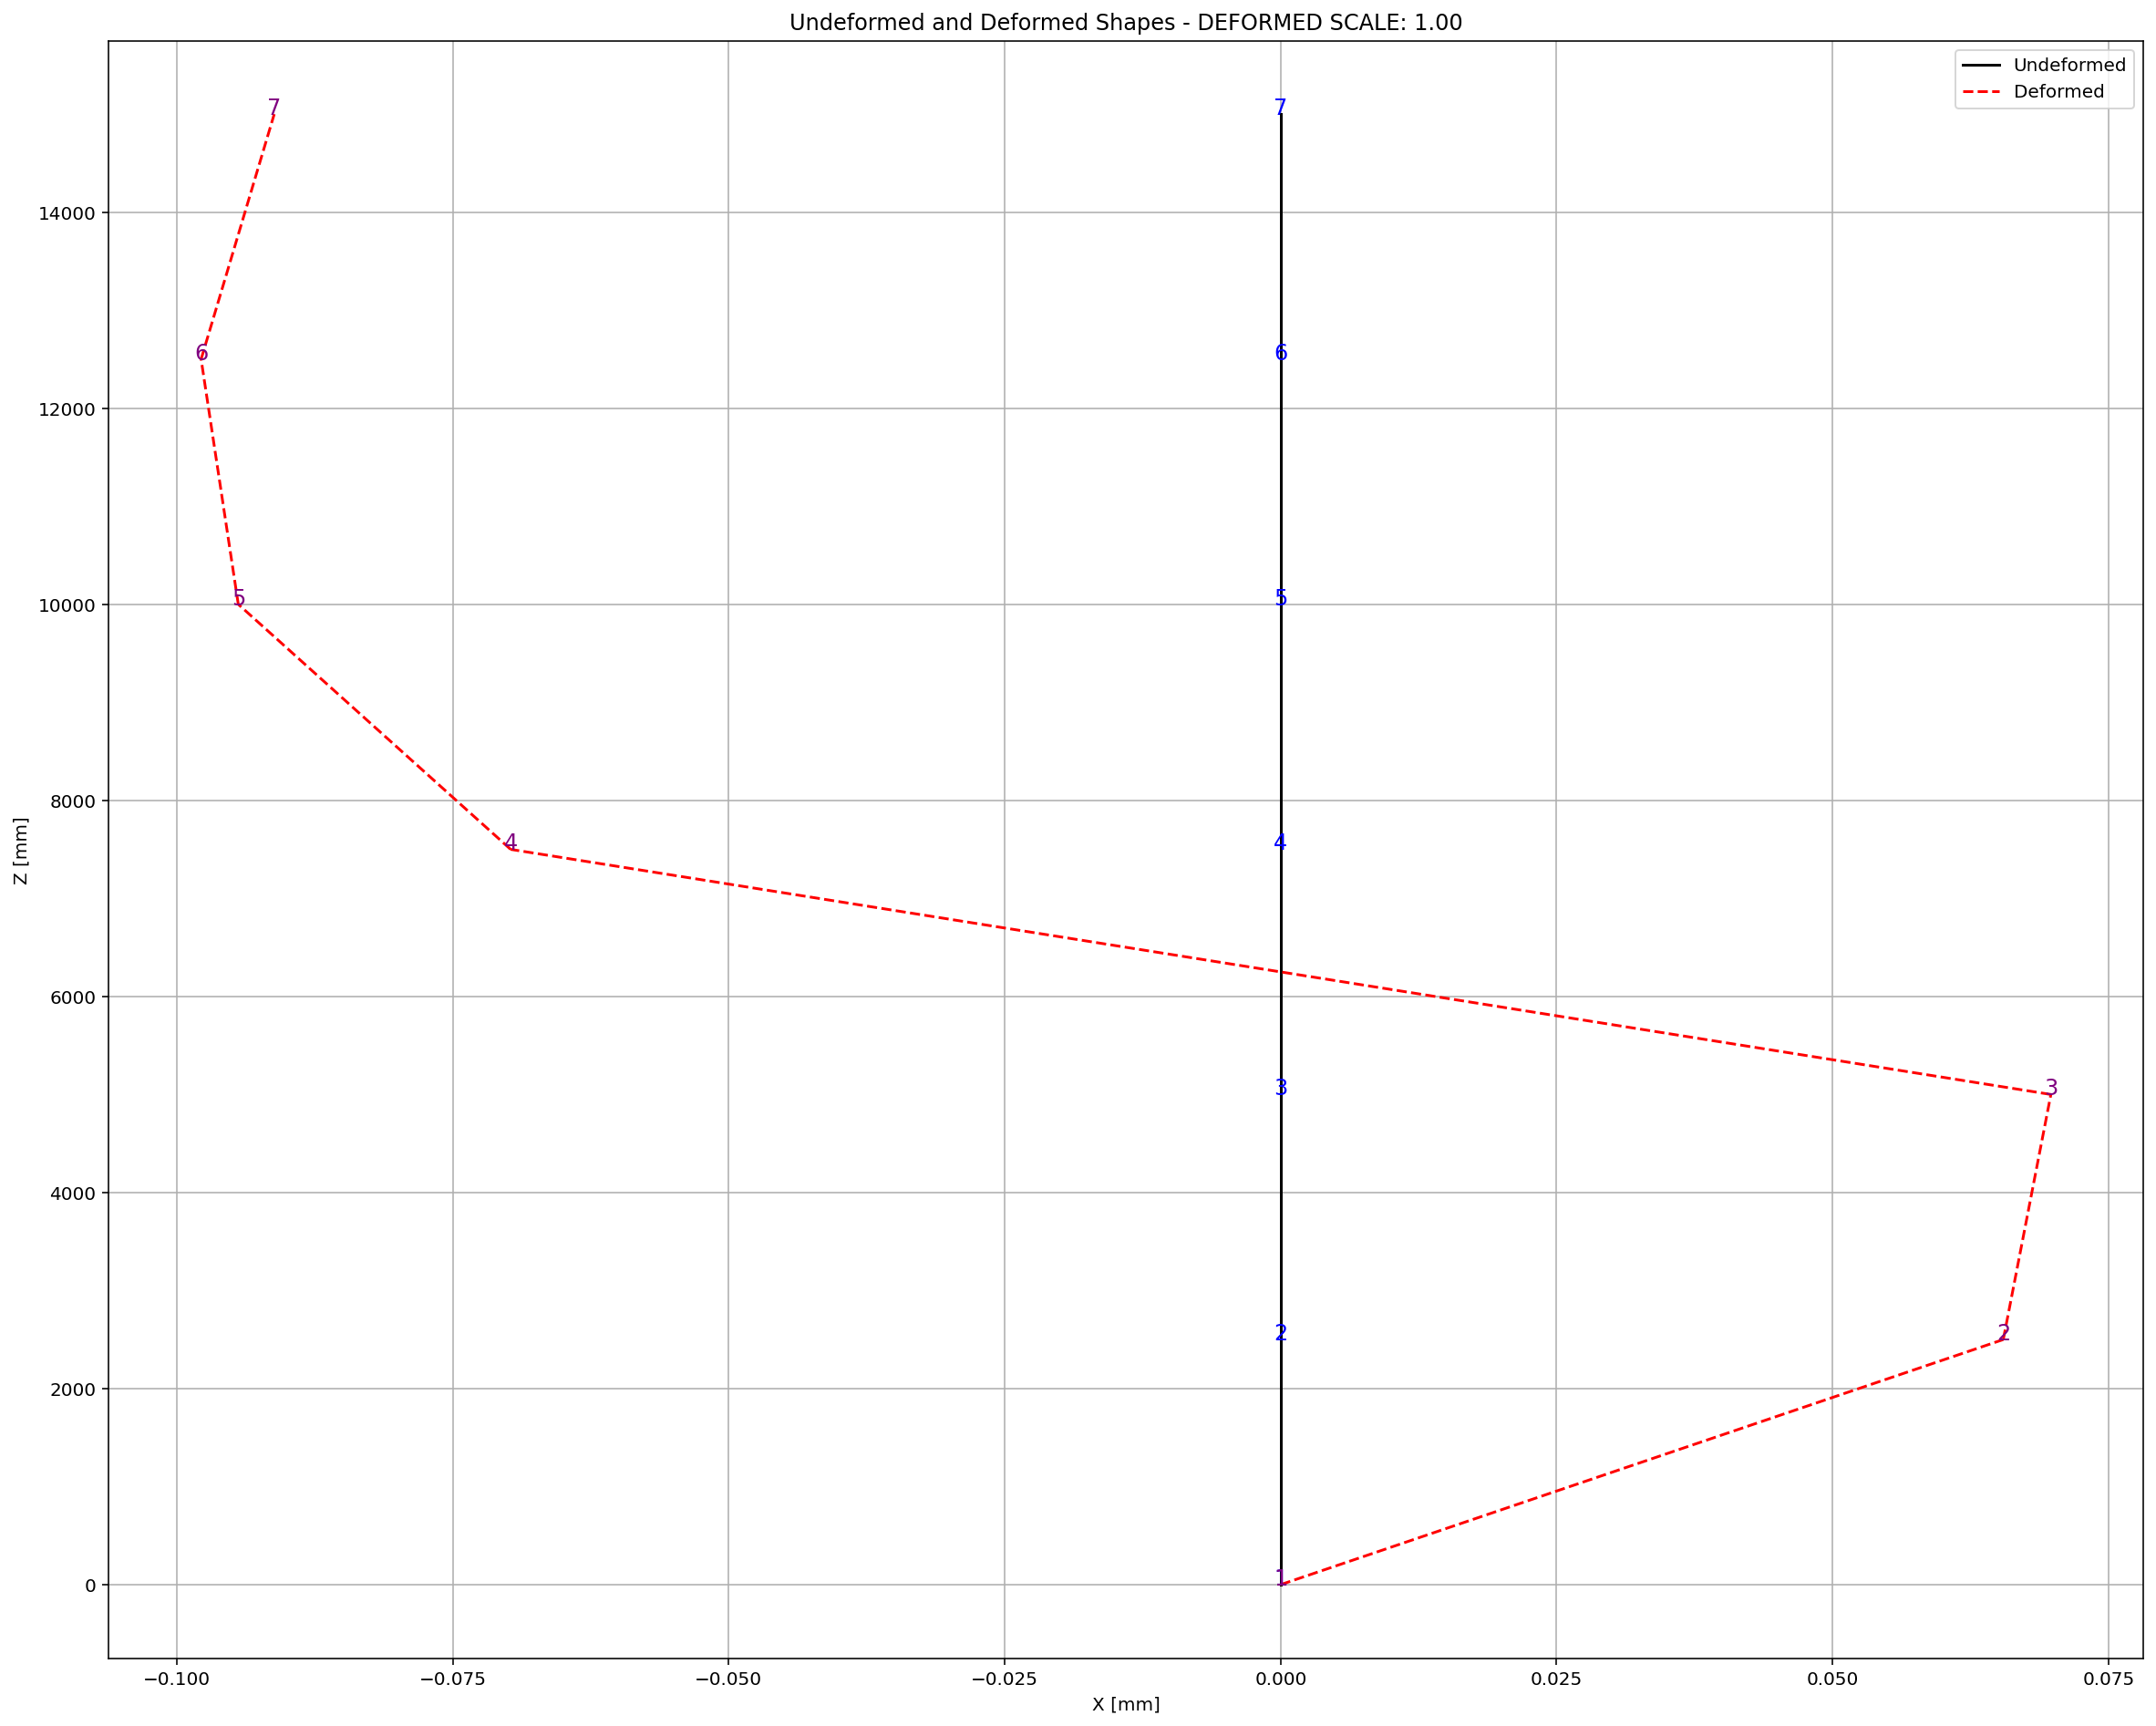 Undeformed and Deformed Shapes - DEFORMED SCALE: 1.00
Undeformed
Deformed
7 7
14000
6 6
12000
5 5
10000
4 4
8000
6000
3 3
4000
2 2
2000
1
0
Z [mm]
−0.100 −0.075 −0.050 −0.025 0.000 0.025 0.050 0.075
X [mm]